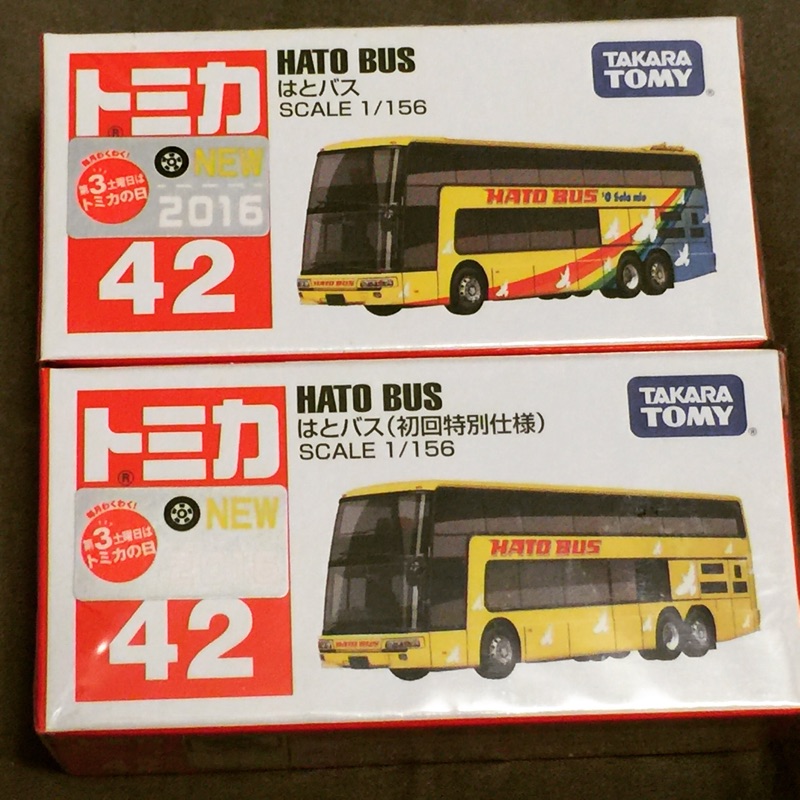 HATO BUS
はとバス
SCALE 1/156
TAKARA
TOMY
®
トミカ
®
毎月わくわく!
第3土曜日は
トミカの日
NEW
2016
42
HATO BUS 'O Sola mio
HATO BUS
HATO BUS
はとバス(初回特別仕様)
SCALE 1/156
TAKARA
TOMY
®
トミカ
®
毎月わくわく!
第3土曜日は
トミカの日
NEW
42
HATO BUS
HATO BUS